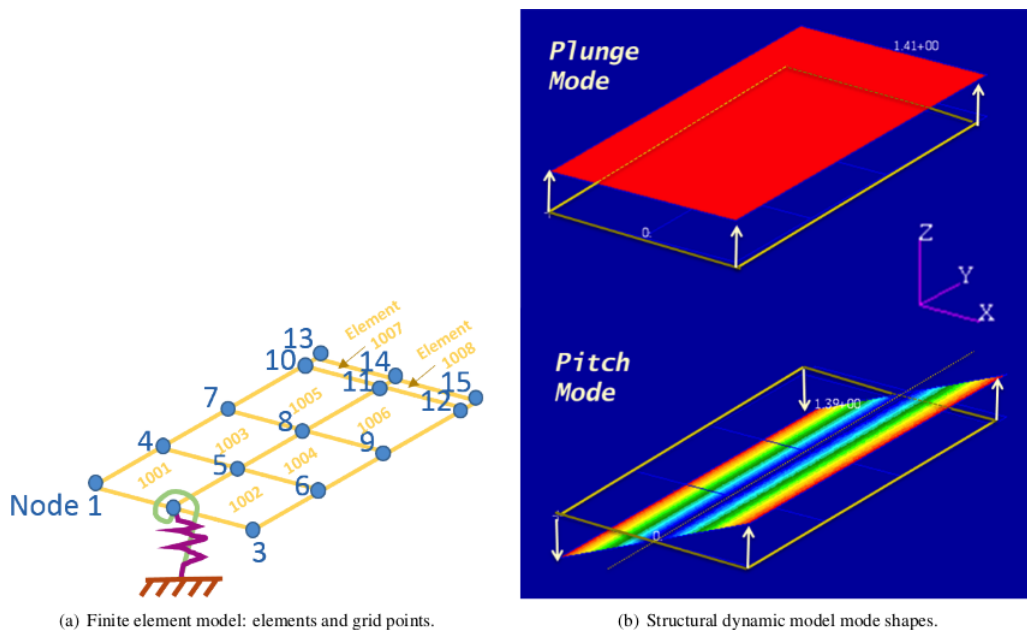 13
Element
1007
10
14
Element
1008
11
15
12
7
1005
8
1006
4
1003
9
1001
5
1004
6
Node 1
1002
3
(a) Finite element model: elements and grid points.
Plunge
Mode
1.41+00
0.
Z
Y
X
Pitch
Mode
1.39+00
0.
(b) Structural dynamic model mode shapes.